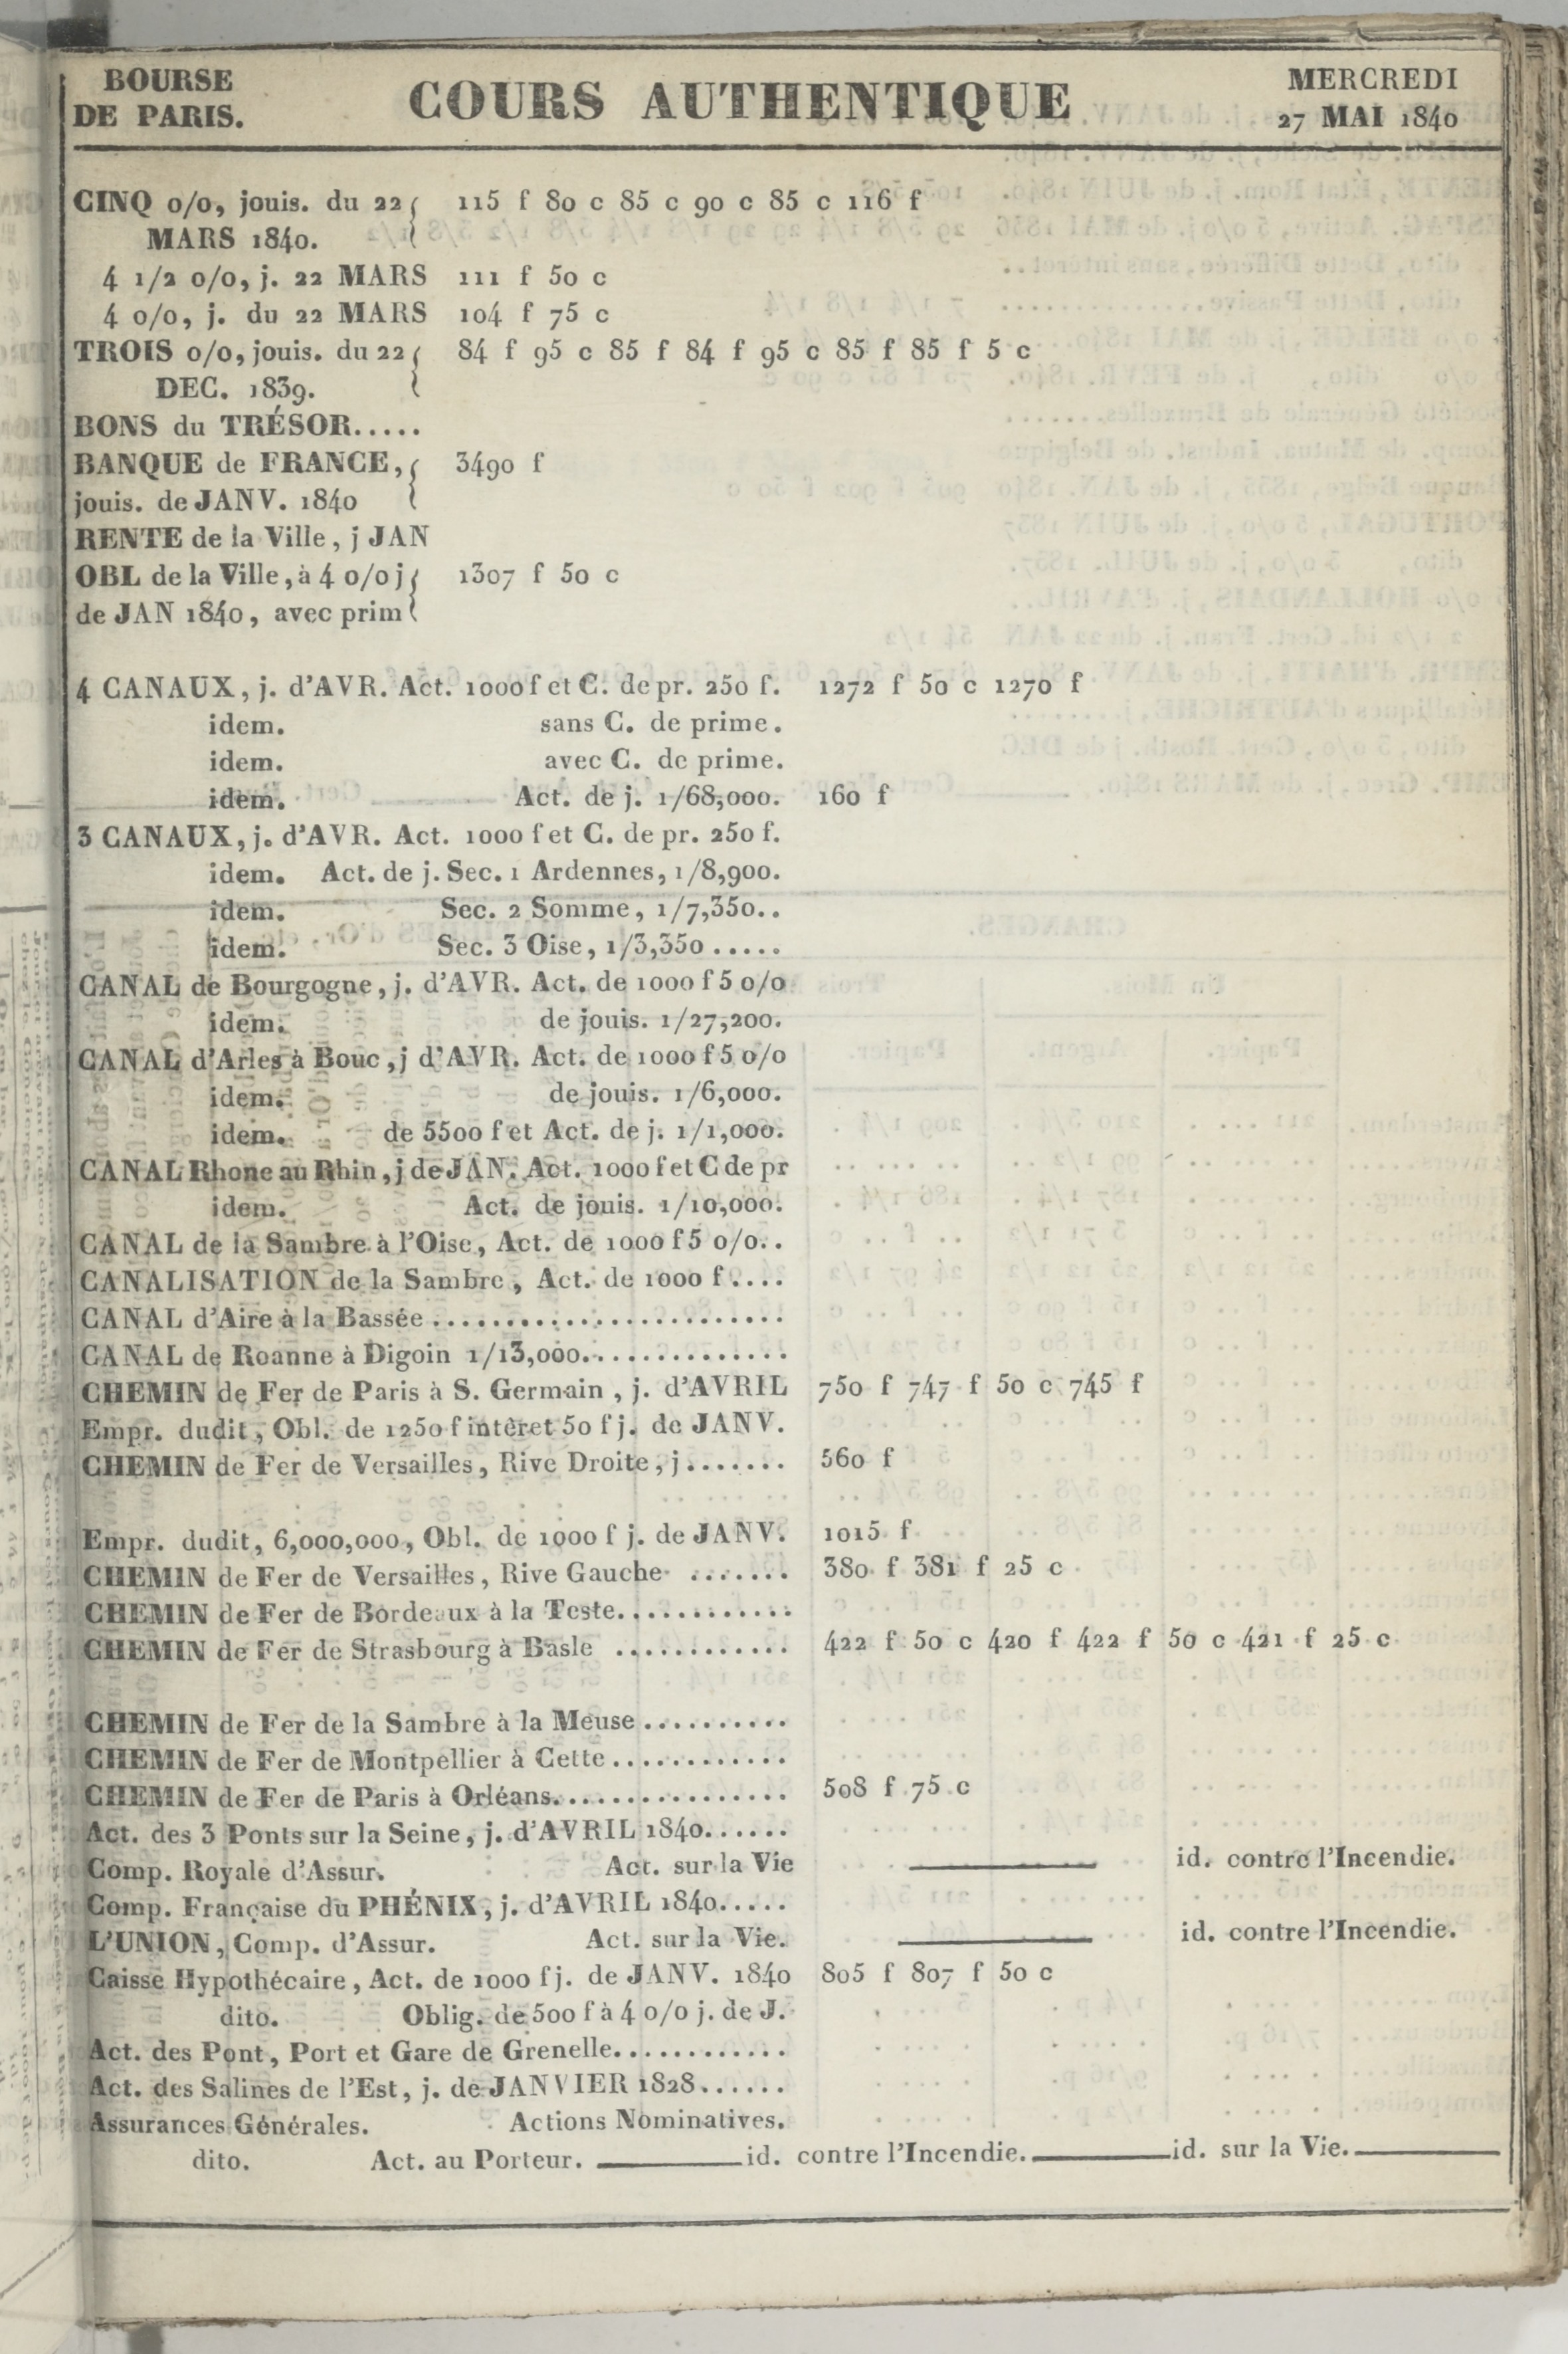 BOURSE DE PARIS. COURS AUTHENTIQUE MERCREDI 27 MAI 1840
CINQ o/o, jouis. du 22 115 f 80 c 85 c 90 c 85 c 116 f
MARS 1840.
4 1/2 o/o, j. 22 MARS 111 f 50 c
4 o/o, j. du 22 MARS 104 f 75 c
TROIS o/o, jouis. du 22 84 f 95 c 85 f 84 f 95 c 85 f 85 f 5 c
DEC. 1839.
BONS du TRÉSOR.....
BANQUE de FRANCE, 3490 f
jouis. de JANV. 1840
RENTE de la Ville, j JAN
OBL de la Ville, à 4 o/o j 1307 f 50 c
de JAN 1840, avec prim
4 CANAUX, j. d'AVR. Act. 1000 f et C. de pr. 250 f. 1272 f 50 c 1270 f
idem. sans C. de prime.
idem. avec C. de prime.
idem. Act. de j. 1/68,000. 160 f
3 CANAUX, j. d'AVR. Act. 1000 f et C. de pr. 250 f.
idem. Act. de j. Sec. 1 Ardennes, 1/8,900.
idem. Sec. 2 Somme, 1/7,350..
idem. Sec. 3 Oise, 1/3,350.....
CANAL de Bourgogne, j. d'AVR. Act. de 1000 f 5 o/o
idem. de jouis. 1/27,200.
CANAL d'Arles à Bouc, j d'AVR. Act. de 1000 f 5 o/o
idem. de jouis. 1/6,000.
idem. de 5500 f et Act. de j. 1/1,000.
CANAL Rhone au Rhin, j de JAN. Act. 1000 f et C de pr
idem. Act. de jouis. 1/10,000.
CANAL de la Sambre à l'Oise, Act. de 1000 f 5 o/o..
CANALISATION de la Sambre, Act. de 1000 f....
CANAL d'Aire à la Bassée........................
CANAL de Roanne à Digoin 1/13,000..............
CHEMIN de Fer de Paris à S. Germain, j. d'AVRIL 750 f 747 f 50 c 745 f
Empr. dudit, Obl. de 1250 f intèret 50 f j. de JANV.
CHEMIN de Fer de Versailles, Rive Droite, j....... 560 f
Empr. dudit, 6,000,000, Obl. de 1000 f j. de JANV. 1015 f
CHEMIN de Fer de Versailles, Rive Gauche ....... 380 f 381 f 25 c
CHEMIN de Fer de Bordeaux à la Teste............
CHEMIN de Fer de Strasbourg à Basle ............ 422 f 50 c 420 f 422 f 50 c 421 f 25 c
CHEMIN de Fer de la Sambre à la Meuse..........
CHEMIN de Fer de Montpellier à Cette............
CHEMIN de Fer de Paris à Orléans................ 508 f 75 c
Act. des 3 Ponts sur la Seine, j. d'AVRIL 1840......
Comp. Royale d'Assur. Act. sur la Vie id. contre l'Incendie.
Comp. Française du PHÉNIX, j. d'AVRIL 1840.....
L'UNION, Comp. d'Assur. Act. sur la Vie. id. contre l'Incendie.
Caisse Hypothécaire, Act. de 1000 f j. de JANV. 1840 805 f 807 f 50 c
dito. Oblig. de 500 f à 4 o/o j. de J.
Act. des Pont, Port et Gare de Grenelle............
Act. des Salines de l'Est, j. de JANVIER 1828......
Assurances Générales. Actions Nominatives.
dito. Act. au Porteur. id. contre l'Incendie. id. sur la Vie.